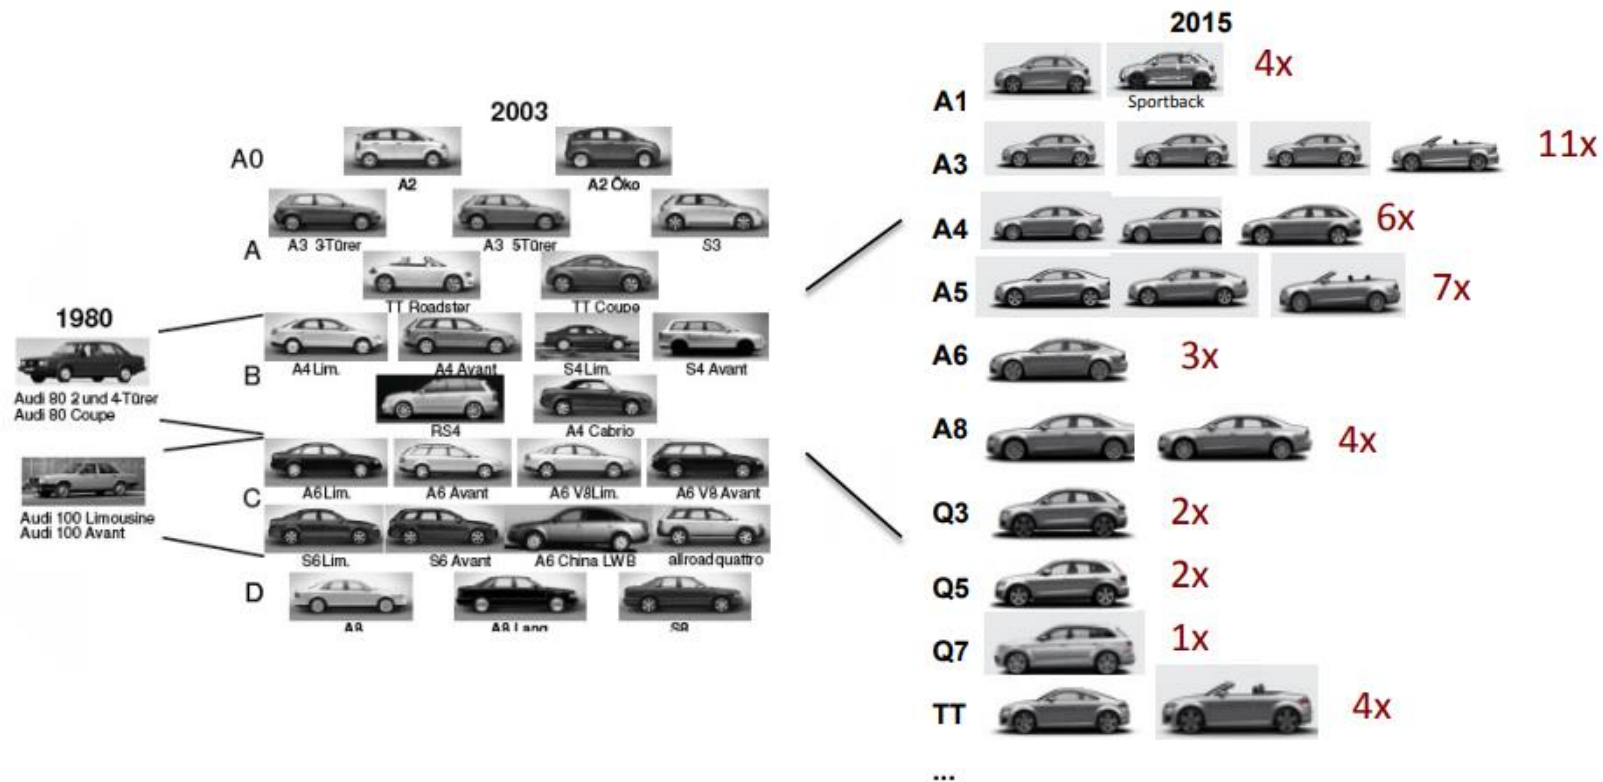 1980
Audi 80 2 und 4-Türer
Audi 80 Coupe
Audi 100 Limousine
Audi 100 Avant
2003
A0
A2
A2 Öko
A
A3 3-Türer
A3 5Türer
S3
TT Roadster
TT Coupe
B
A4 Lim.
A4 Avant
S4 Lim.
S4 Avant
RS4
A4 Cabrio
C
A6 Lim.
A6 Avant
A6 V8Lim.
A6 V8 Avant
S6 Lim.
S6 Avant
A6 China LWB
allroad quattro
D
A8
A8 Lang
S8
2015
A1
Sportback
4x
A3
11x
A4
6x
A5
7x
A6
3x
A8
4x
Q3
2x
Q5
2x
Q7
1x
TT
4x
...